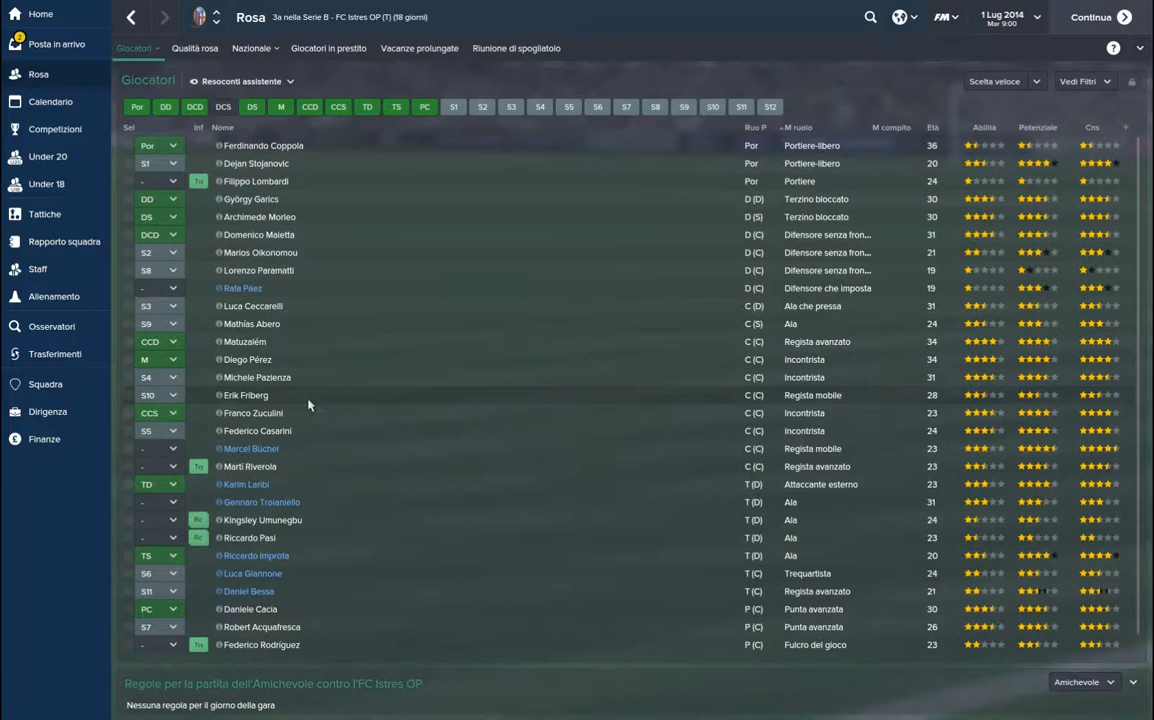 Home
Rosa 3a nella Serie B - FC Istres OP (T) (18 giorni)
FM
1 Lug 2014
Mar 9:00
Continua
2
Posta in arrivo
Rosa
Calendario
Competizioni
Under 20
Under 18
Tattiche
Rapporto squadra
Staff
Allenamento
Osservatori
Trasferimenti
Squadra
Dirigenza
Finanze
Giocatori Qualità rosa Nazionale Giocatori in prestito Vacanze prolungate Riunione di spogliatoio ?
Giocatori Resoconti assistente Scelta veloce Vedi Filtri
Por DD DCD DCS DS M CCD CCS TD TS PC S1 S2 S3 S4 S5 S6 S7 S8 S9 S10 S11 S12
Sel Inf Nome Ruo P M ruolo M compito Età Abilità Potenziale Cns +
Por Ferdinando Coppola Por Portiere-libero 36
S1 Dejan Stojanovic Por Portiere-libero 20
- Trs Filippo Lombardi Por Portiere 24
DD György Garics D (D) Terzino bloccato 30
DS Archimede Morleo D (S) Terzino bloccato 30
DCD Domenico Maietta D (C) Difensore senza fron... 31
S2 Marios Oikonomou D (C) Difensore senza fron... 21
S8 Lorenzo Paramatti D (C) Difensore senza fron... 19
- Rafa Páez D (C) Difensore che imposta 19
S3 Luca Ceccarelli C (D) Ala che pressa 31
S9 Mathías Abero C (S) Ala 24
CCD Matuzalém C (C) Regista avanzato 34
M Diego Pérez C (C) Incontrista 34
S4 Michele Pazienza C (C) Incontrista 31
S10 Erik Friberg C (C) Regista mobile 28
CCS Franco Zuculini C (C) Incontrista 23
S5 Federico Casarini C (C) Incontrista 24
- Marcel Büchel C (C) Regista mobile 23
- Trs Martí Riverola C (C) Regista avanzato 23
TD Karim Laribi T (D) Attaccante esterno 23
- Gennaro Troianiello T (D) Ala 31
- Ric Kingsley Umunegbu T (D) Ala 24
- Ric Riccardo Pasi T (D) Ala 23
TS Riccardo Improta T (D) Ala 20
S6 Luca Giannone T (C) Trequartista 24
S11 Daniel Bessa T (C) Regista avanzato 21
PC Daniele Cacia P (C) Punta avanzata 30
S7 Robert Acquafresca P (C) Punta avanzata 26
- Trs Federico Rodríguez P (C) Fulcro del gioco 23
Regole per la partita dell'Amichevole contro l'FC Istres OP Amichevole
Nessuna regola per il giorno della gara